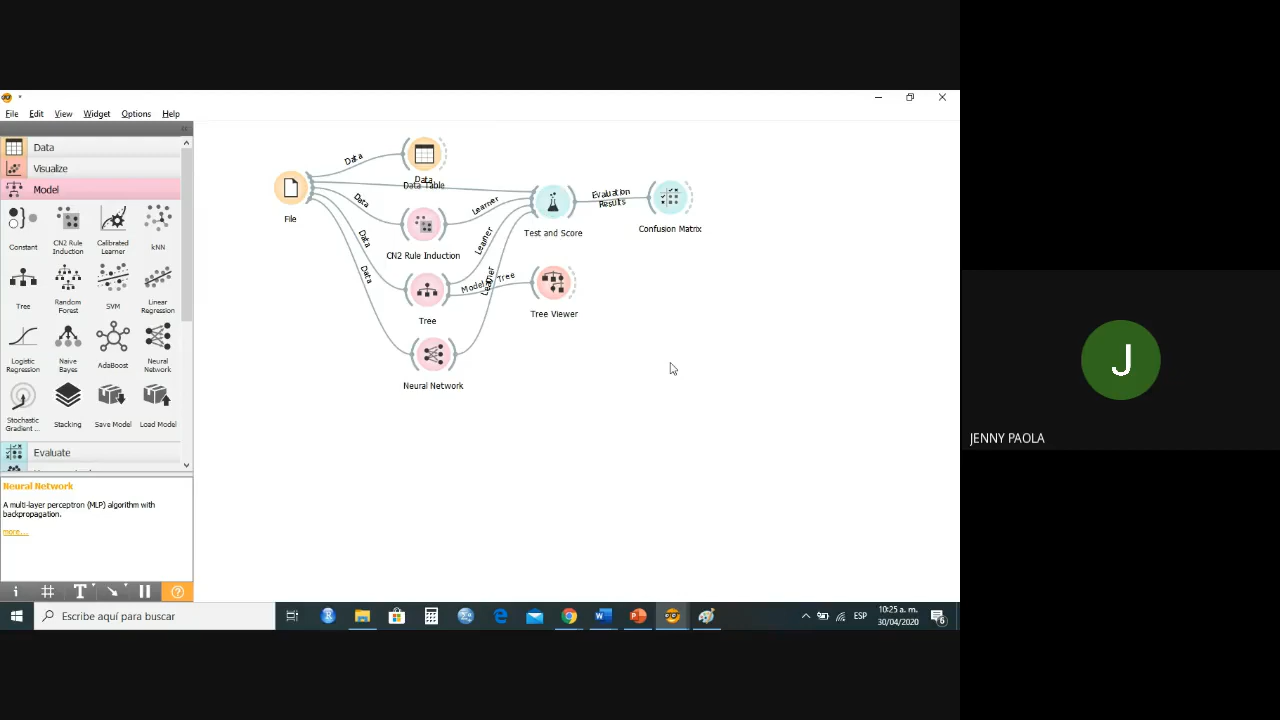 File Edit View Widget Options Help
Data
Visualize
Model
Constant
CN2 Rule
Induction
Calibrated
Learner
kNN
Tree
Random
Forest
SVM
Linear
Regression
Logistic
Regression
Naive
Bayes
AdaBoost
Neural
Network
Stochastic
Gradient ...
Stacking
Save Model
Load Model
Evaluate
Neural Network
A multi-layer perceptron (MLP) algorithm with
backpropagation.
more...
File
Data
Data
Data Table
Data
CN2 Rule Induction
Learner
Data
Tree
Learner
Data
Neural Network
Learner
Model → Tree
Test and Score
Tree Viewer
Evaluation
Results
Confusion Matrix
Escribe aquí para buscar
ESP
10:25 a. m.
30/04/2020
6
J
JENNY PAOLA